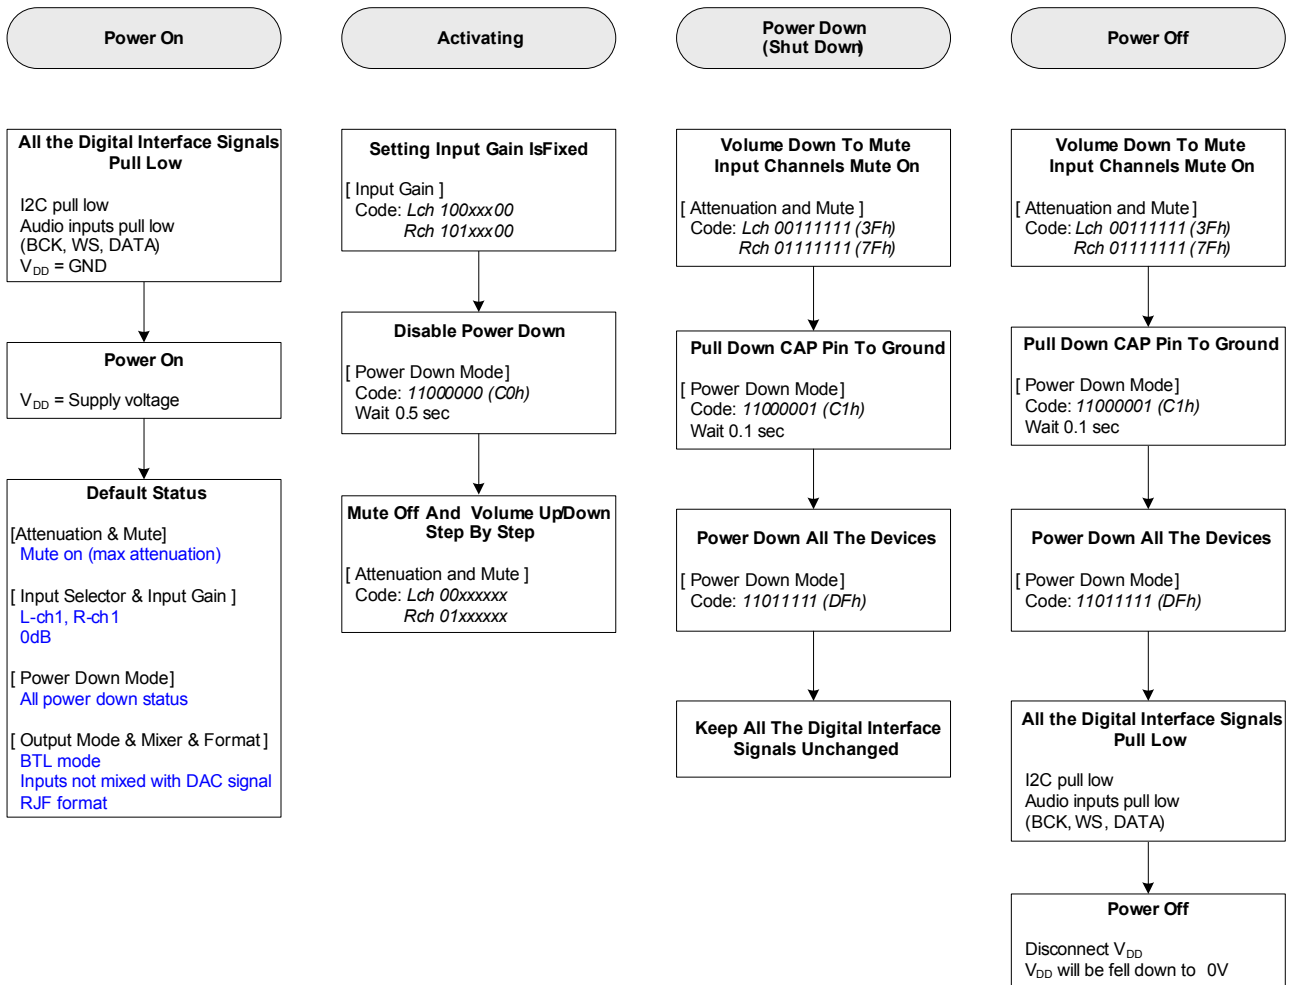 Power On
All the Digital Interface Signals
Pull Low
I2C pull low
Audio inputs pull low
(BCK, WS, DATA)
VDD = GND
Power On
VDD = Supply voltage
Default Status
[Attenuation & Mute]
Mute on (max attenuation)
[ Input Selector & Input Gain ]
L-ch1, R-ch1
0dB
[ Power Down Mode]
All power down status
[ Output Mode & Mixer & Format ]
BTL mode
Inputs not mixed with DAC signal
RJF format
Activating
Setting Input Gain IsFixed
[ Input Gain ]
Code: Lch 100xxx00
Rch 101xxx00
Disable Power Down
[ Power Down Mode]
Code: 11000000 (C0h)
Wait 0.5 sec
Mute Off And Volume Up/Down
Step By Step
[ Attenuation and Mute ]
Code: Lch 00xxxxxx
Rch 01xxxxxx
Power Down
(Shut Down)
Volume Down To Mute
Input Channels Mute On
[ Attenuation and Mute ]
Code: Lch 00111111 (3Fh)
Rch 01111111 (7Fh)
Pull Down CAP Pin To Ground
[ Power Down Mode]
Code: 11000001 (C1h)
Wait 0.1 sec
Power Down All The Devices
[ Power Down Mode]
Code: 11011111 (DFh)
Keep All The Digital Interface
Signals Unchanged
Power Off
Volume Down To Mute
Input Channels Mute On
[ Attenuation and Mute ]
Code: Lch 00111111 (3Fh)
Rch 01111111 (7Fh)
Pull Down CAP Pin To Ground
[ Power Down Mode]
Code: 11000001 (C1h)
Wait 0.1 sec
Power Down All The Devices
[ Power Down Mode]
Code: 11011111 (DFh)
All the Digital Interface Signals
Pull Low
I2C pull low
Audio inputs pull low
(BCK, WS, DATA)
Power Off
Disconnect VDD
VDD will be fell down to 0V